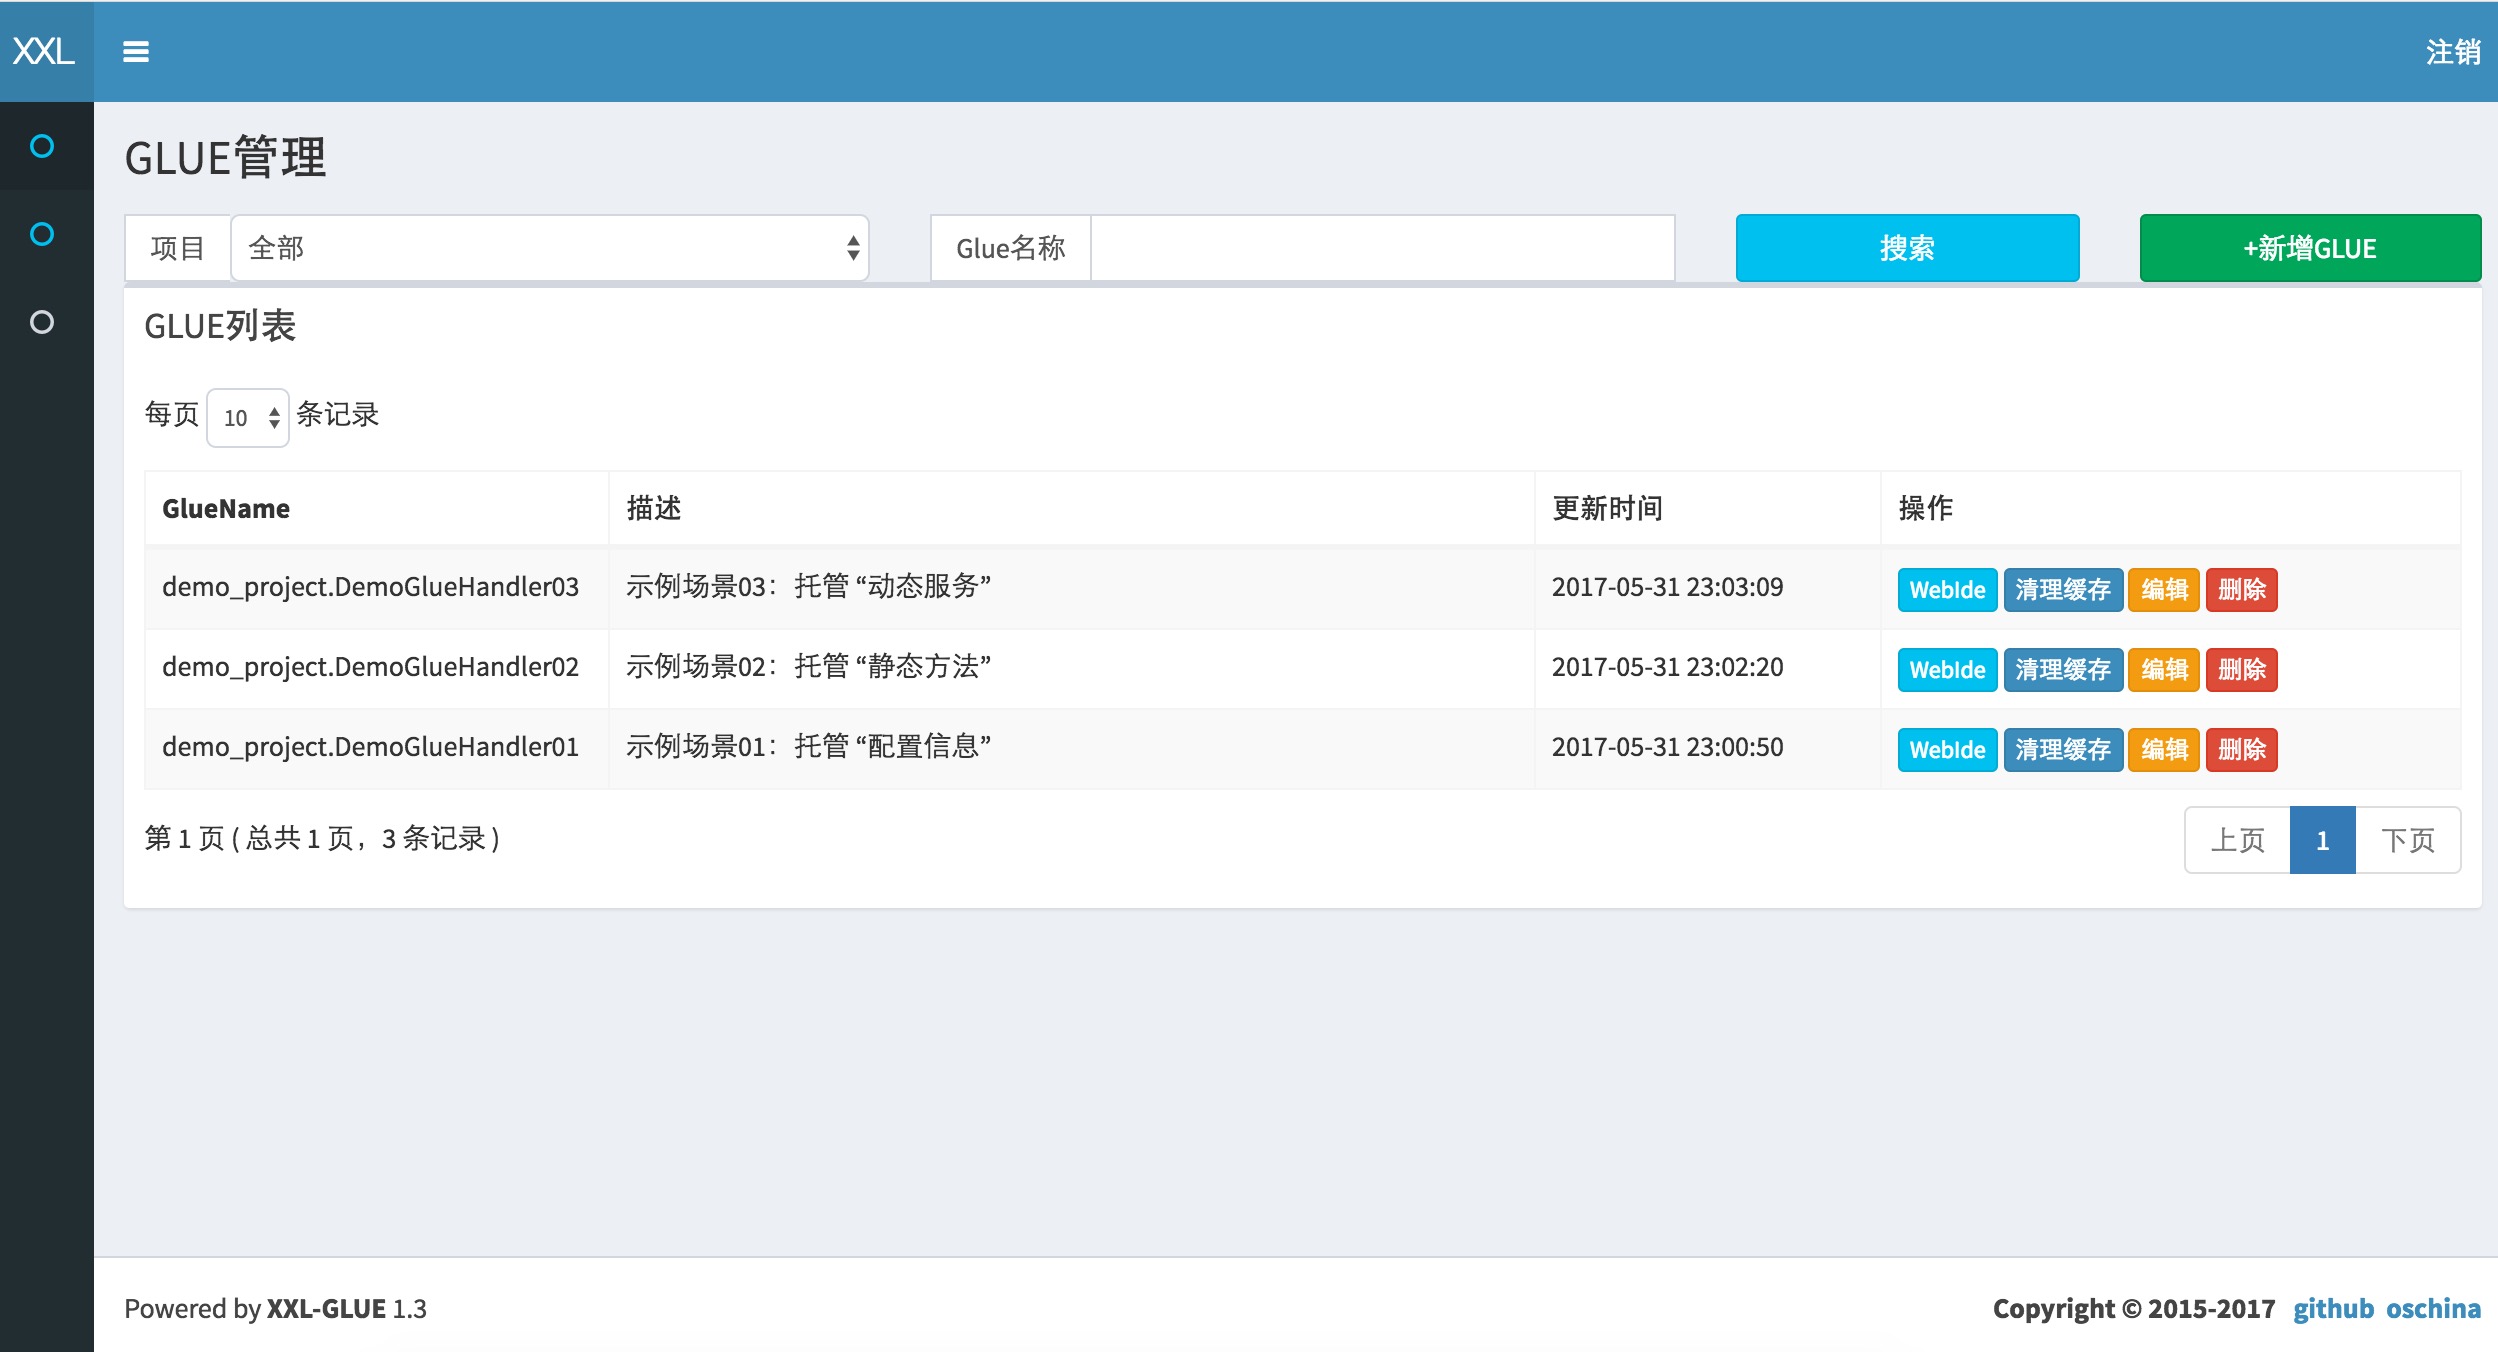 XXL 注销
GLUE管理
项目 全部 Glue名称 搜索 +新增GLUE
GLUE列表
每页 10 条记录
GlueName 描述 更新时间 操作
demo_project.DemoGlueHandler03 示例场景03：托管 “动态服务” 2017-05-31 23:03:09 WebIde 清理缓存 编辑 删除
demo_project.DemoGlueHandler02 示例场景02：托管 “静态方法” 2017-05-31 23:02:20 WebIde 清理缓存 编辑 删除
demo_project.DemoGlueHandler01 示例场景01：托管 “配置信息” 2017-05-31 23:00:50 WebIde 清理缓存 编辑 删除
第 1 页 ( 总共 1 页，3 条记录 ) 上页 1 下页
Powered by XXL-GLUE 1.3 Copyright © 2015-2017 github oschina